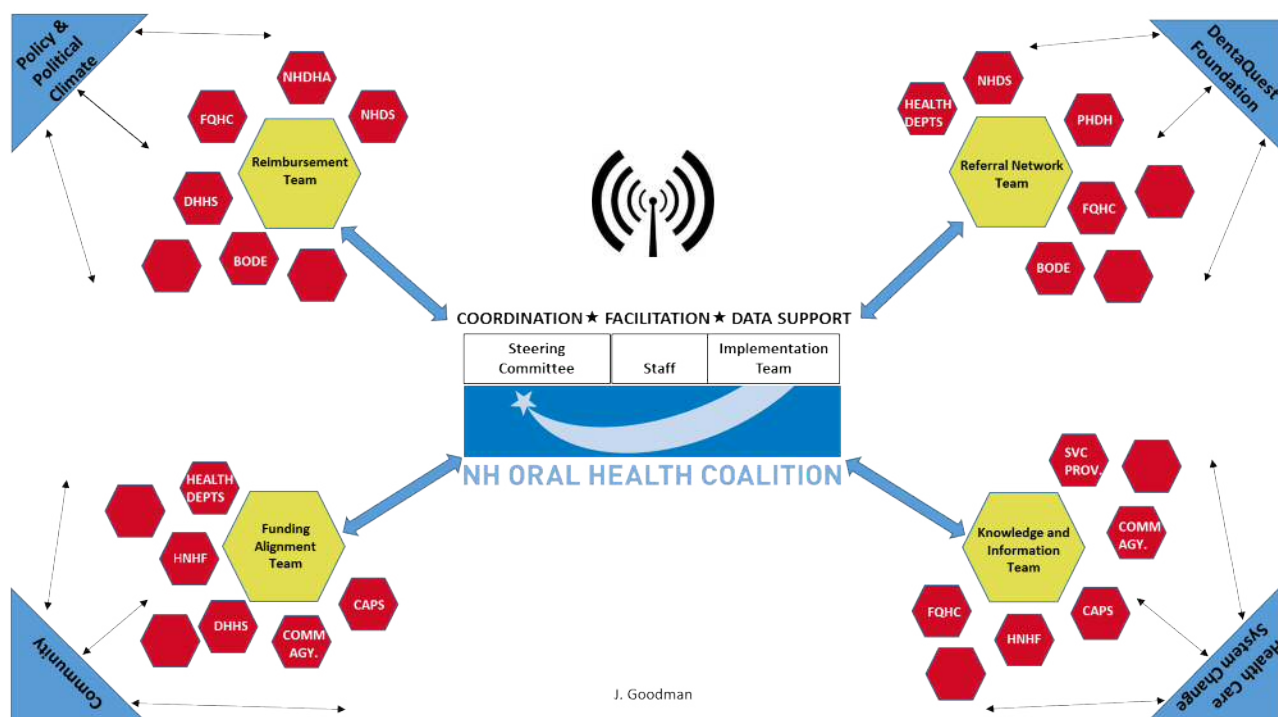 Policy &
Political
Climate
NHDHA
FQHC
NHDS
Reimbursement
Team
DHHS
BODE
DentaQuest
Foundation
NHDS
HEALTH
DEPTS
PHDH
Referral Network
Team
FQHC
BODE
COORDINATION ★ FACILITATION ★ DATA SUPPORT
Steering
Committee
Staff
Implementation
Team
NH ORAL HEALTH COALITION
HEALTH
DEPTS
Funding
Alignment
Team
HNHF
CAPS
DHHS
COMM
AGY.
Community
SVC
PROV.
Knowledge and
Information
Team
COMM
AGY.
FQHC
CAPS
HNHF
Health Care
System Change
J. Goodman